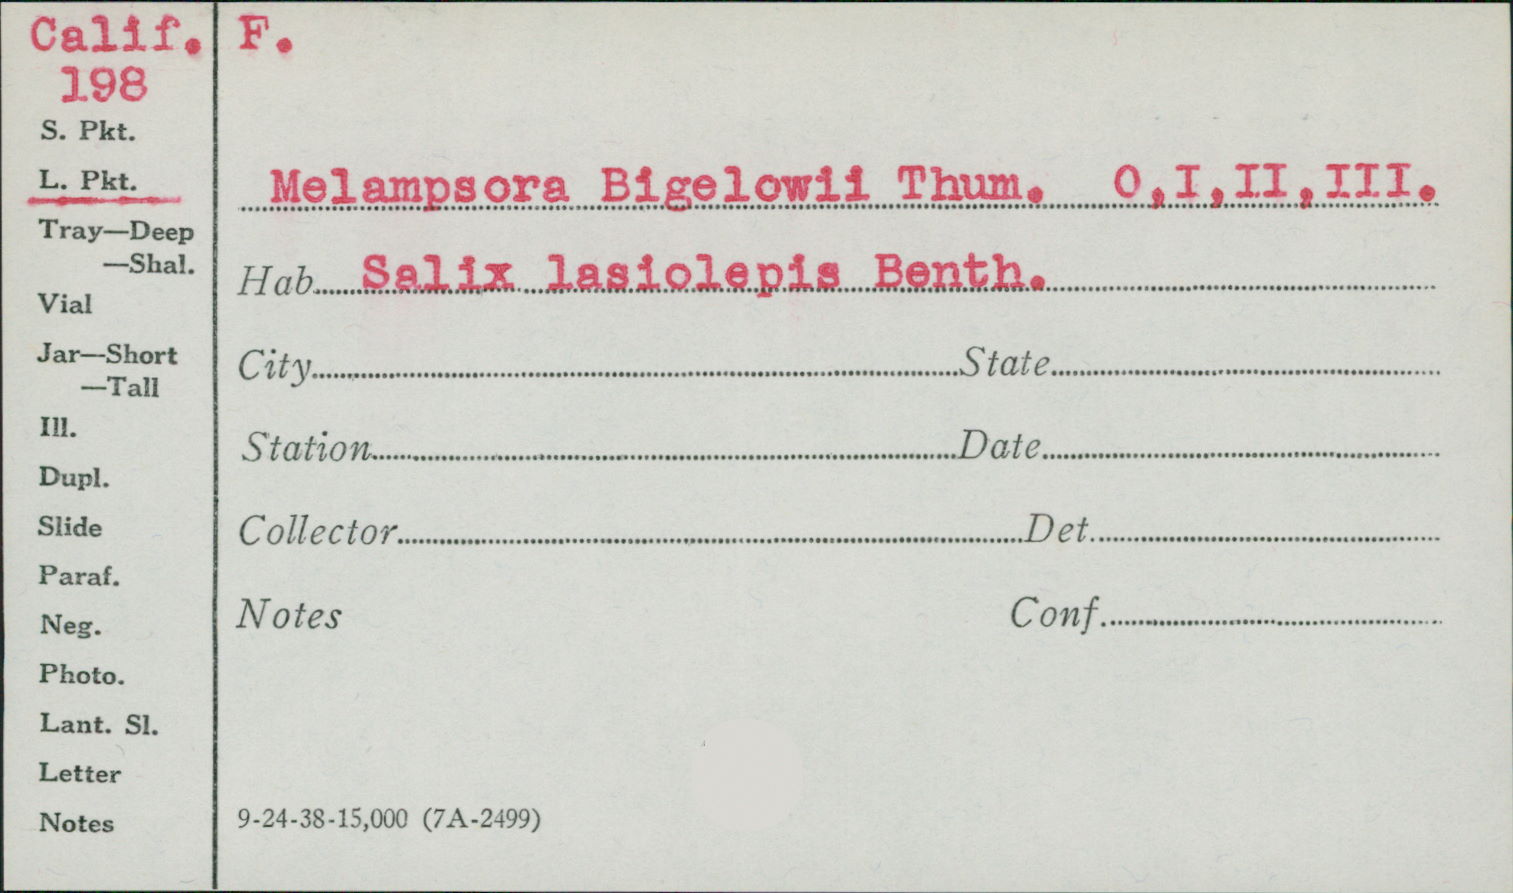 Calif. F.
198
S. Pkt.
L. Pkt.
Melampsora Bigelowii Thum. O,I,II,III.
Tray—Deep
—Shal.
Hab. Salix lasiolepis Benth.
Vial
Jar—Short
—Tall
City State
Ill.
Station Date
Dupl.
Slide
Collector Det.
Paraf.
Neg.
Notes Conf.
Photo.
Lant. Sl.
Letter
Notes
9-24-38-15,000 (7A-2499)